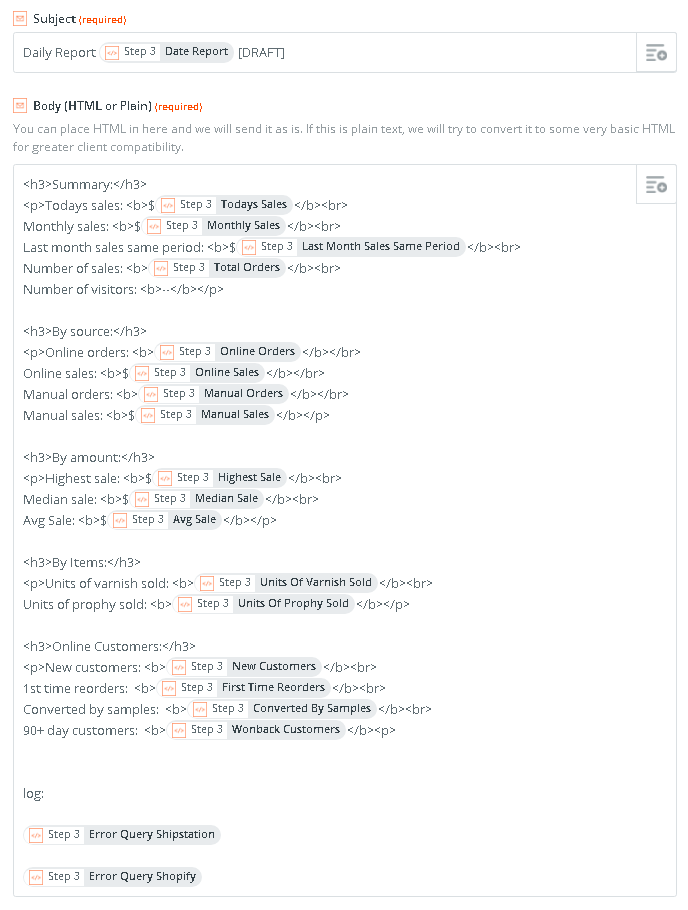 Subject (required)
Daily Report </> Step 3 Date Report [DRAFT]
Body (HTML or Plain) (required)
You can place HTML in here and we will send it as is. If this is plain text, we will try to convert it to some very basic HTML
for greater client compatibility.
<h3>Summary:</h3>
<p>Todays sales: <b>$ </> Step 3 Todays Sales </b><br>
Monthly sales: <b>$ </> Step 3 Monthly Sales </b><br>
Last month sales same period: <b>$ </> Step 3 Last Month Sales Same Period </b><br>
Number of sales: <b> </> Step 3 Total Orders </b><br>
Number of visitors: <b>--</b></p>
<h3>By source:</h3>
<p>Online orders: <b> </> Step 3 Online Orders </b></br>
Online sales: <b>$ </> Step 3 Online Sales </b></br>
Manual orders: <b> </> Step 3 Manual Orders </b></br>
Manual sales: <b>$ </> Step 3 Manual Sales </b></p>
<h3>By amount:</h3>
<p>Highest sale: <b>$ </> Step 3 Highest Sale </b><br>
Median sale: <b>$ </> Step 3 Median Sale </b><br>
Avg Sale: <b>$ </> Step 3 Avg Sale </b></p>
<h3>By Items:</h3>
<p>Units of varnish sold: <b> </> Step 3 Units Of Varnish Sold </b><br>
Units of prophy sold: <b> </> Step 3 Units Of Prophy Sold </b></p>
<h3>Online Customers:</h3>
<p>New customers: <b> </> Step 3 New Customers </b><br>
1st time reorders: <b> </> Step 3 First Time Reorders </b><br>
Converted by samples: <b> </> Step 3 Converted By Samples </b><br>
90+ day customers: <b> </> Step 3 Wonback Customers </b><p>
log:
</> Step 3 Error Query Shipstation
</> Step 3 Error Query Shopify